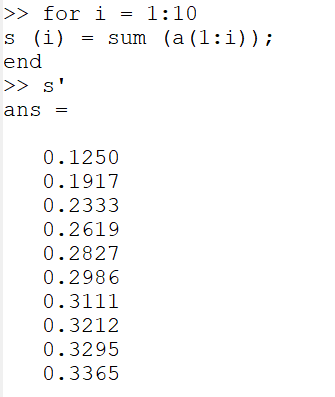 >> for i = 1:10
s (i) = sum (a(1:i));
end
>> s'
ans =
0.1250
0.1917
0.2333
0.2619
0.2827
0.2986
0.3111
0.3212
0.3295
0.3365